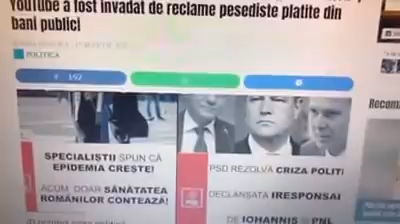 YouTube a fost invadat de reclame pesediste platite din
bani publici
POLITICA
192
SPECIALIȘTII SPUN CĂ
EPIDEMIA CREȘTE!
ACUM, DOAR SĂNĂTATEA
ROMÂNILOR CONTEAZĂ!
PSD REZOLVĂ CRIZA POLITI
DECLANȘATĂ IRESPONSAI
DE IOHANNIS PNL